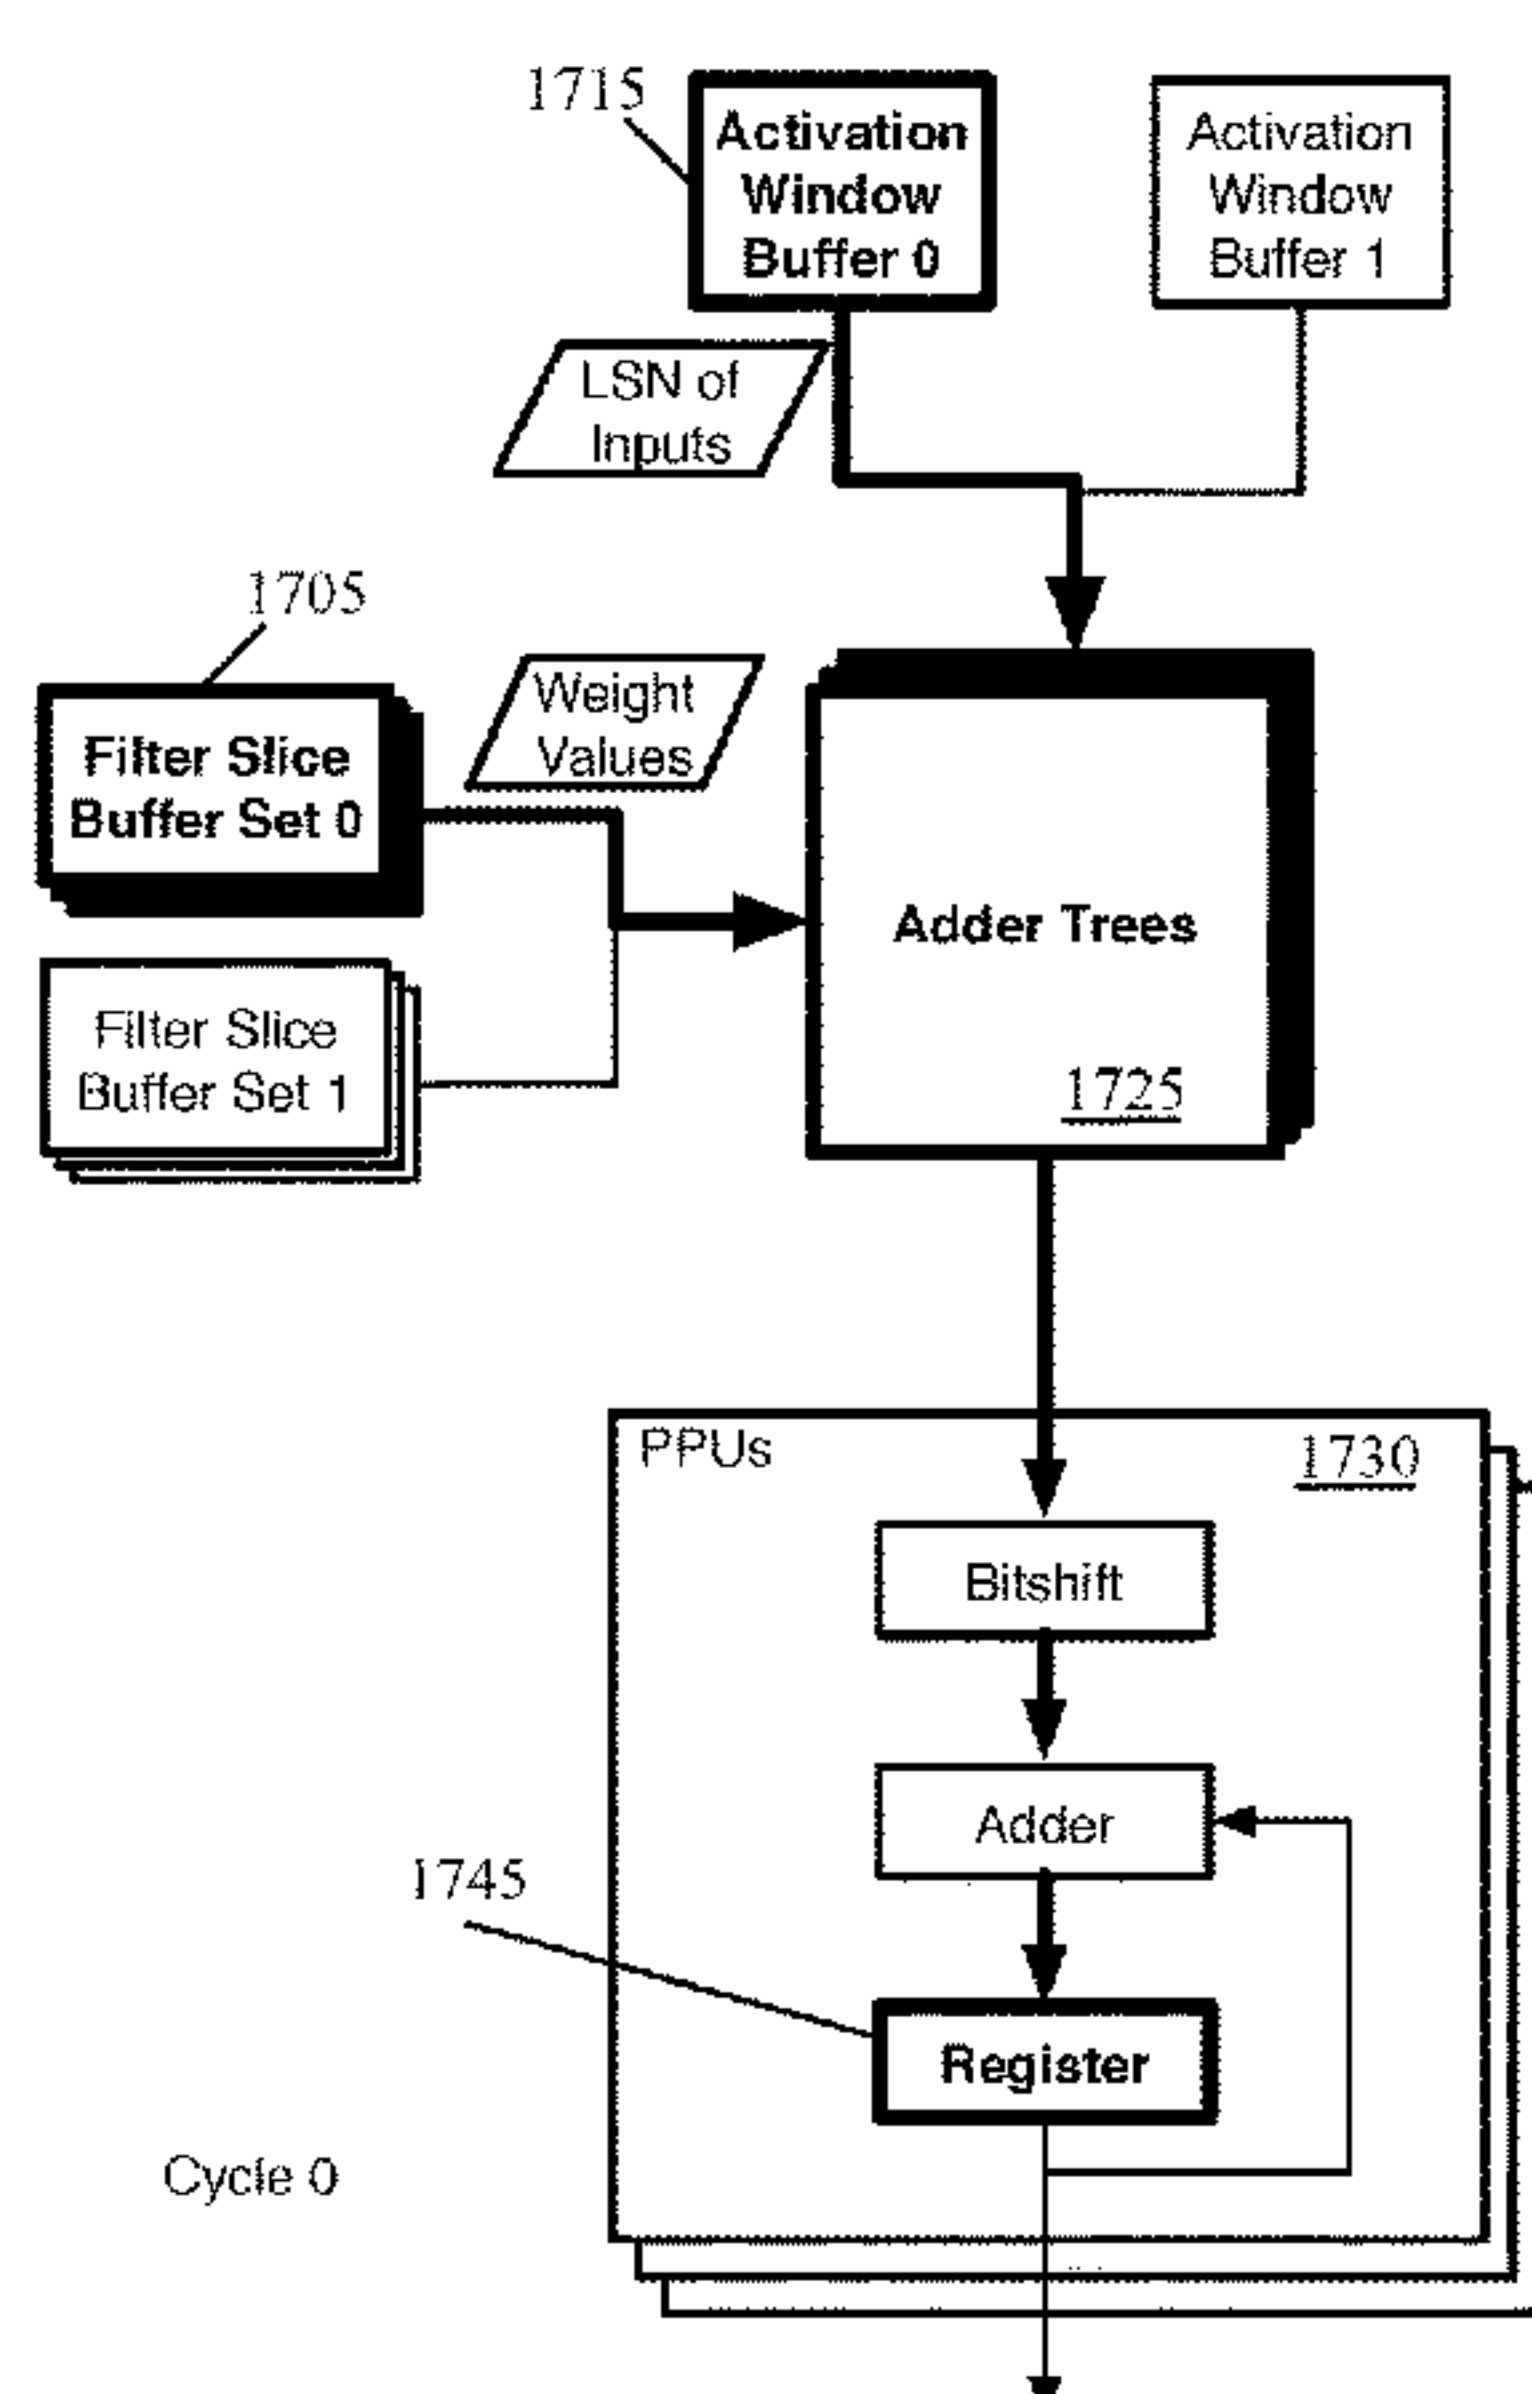 1715
Activation
Window
Buffer 0
Activation
Window
Buffer 1
LSN of
Inputs
1705
Filter Slice
Buffer Set 0
Weight
Values
Adder Trees
1725
Filter Slice
Buffer Set 1
PPUs
1730
Bitshift
Adder
1745
Register
Cycle 0